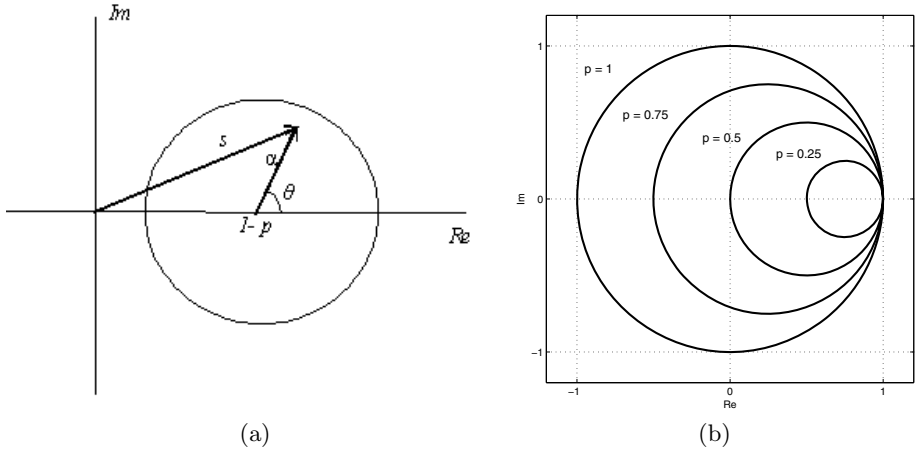 Im
s
α
θ
1- p
Re
(a)
p = 1
p = 0.75
p = 0.5
p = 0.25
1
0
−1
Im
−1
0
1
Re
(b)